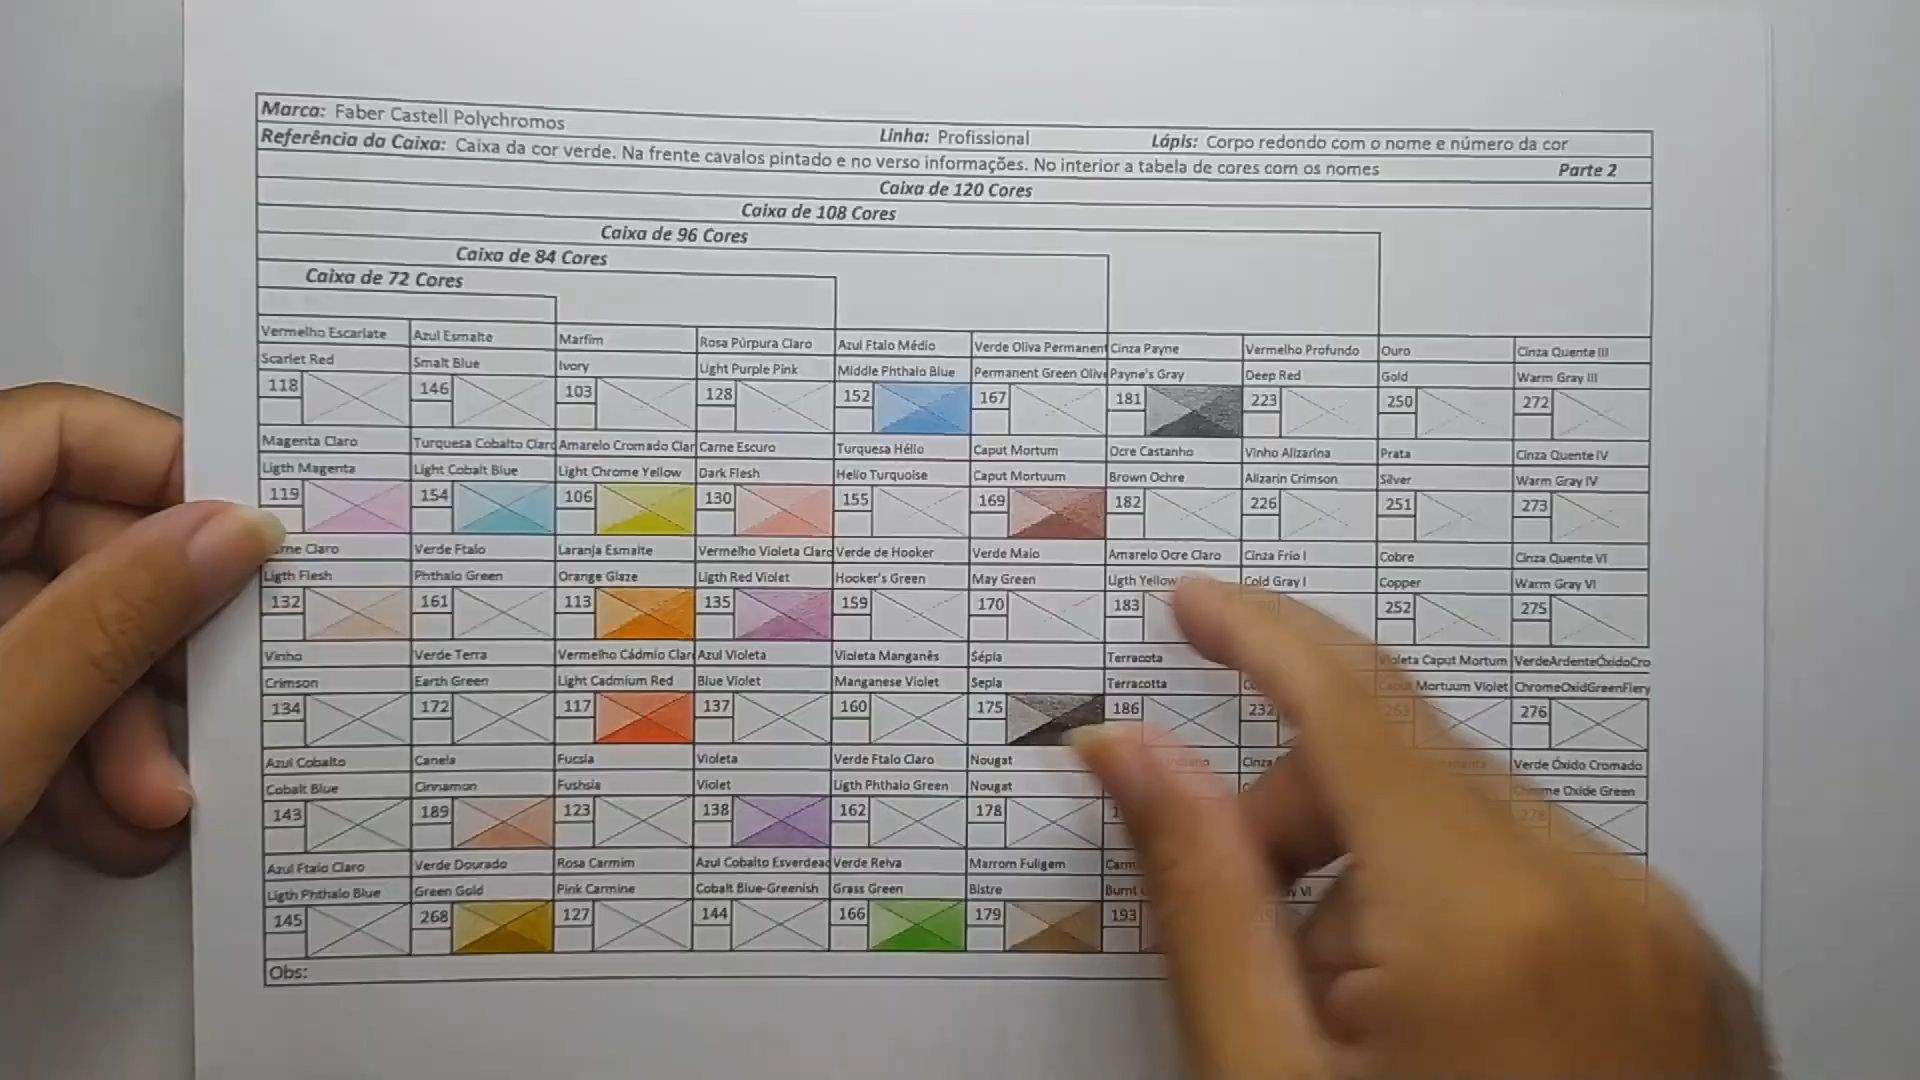 Marca: Faber Castell Polychromos Linha: Profissional Lápis: Corpo redondo com o nome e número da cor
Referência da Caixa: Caixa da cor verde. Na frente cavalos pintado e no verso informações. No interior a tabela de cores com os nomes Parte 2
Caixa de 120 Cores
Caixa de 108 Cores
Caixa de 96 Cores
Caixa de 84 Cores
Caixa de 72 Cores
Vermelho Escarlate Azul Esmalte Marfim Rosa Púrpura Claro Azul Ftalo Médio Verde Oliva Permanent Cinza Payne Vermelho Profundo Ouro Cinza Quente III
Scarlet Red Smalt Blue Ivory Light Purple Pink Middle Phthalo Blue Permanent Green Olive Payne's Gray Deep Red Gold Warm Gray III
118 146 103 128 152 167 181 223 250 272
Magenta Claro Turquesa Cobalto Claro Amarelo Cromado Clar Carne Escuro Turquesa Hélio Caput Mortum Ocre Castanho Vinho Alizarina Prata Cinza Quente IV
Ligth Magenta Light Cobalt Blue Light Chrome Yellow Dark Flesh Helio Turquoise Caput Mortuum Brown Ochre Alizarin Crimson Silver Warm Gray IV
119 154 106 130 155 169 182 226 251 273
Claro Verde Ftalo Laranja Esmalte Vermelho Violeta Claro Verde de Hooker Verde Maio Amarelo Ocre Claro Cinza Frio I Cobre Cinza Quente VI
Ligth Flesh Phthalo Green Orange Glaze Ligth Red Violet Hooker's Green May Green Ligth Yellow Cold Gray I Copper Warm Gray VI
132 161 113 135 159 170 183 252 275
Vinho Verde Terra Vermelho Cádmio Clar Azul Violeta Violeta Manganês Sépia Terracota Violeta Caput Mortum VerdeArdenteÓxidoCro
Crimson Earth Green Light Cadmium Red Blue Violet Manganese Violet Sepia Terracotta Mortuum Violet ChromeOxidGreenFiery
134 172 117 137 160 175 186 232 263 276
Azul Cobalto Canela Fucsia Violeta Verde Ftalo Claro Nougat Verde Óxido Cromado
Cobalt Blue Cinnamon Fushsia Violet Ligth Phthalo Green Nougat Chrome Oxide Green
143 189 123 138 162 178 278
Azul Ftalo Claro Verde Dourado Rosa Carmim Azul Cobalto Esverdead Verde Relva Marrom Fuligem
Ligth Phthalo Blue Green Gold Pink Carmine Cobalt Blue-Greenish Grass Green Bistre Burnt VI
145 268 127 144 166 179 193
Obs: